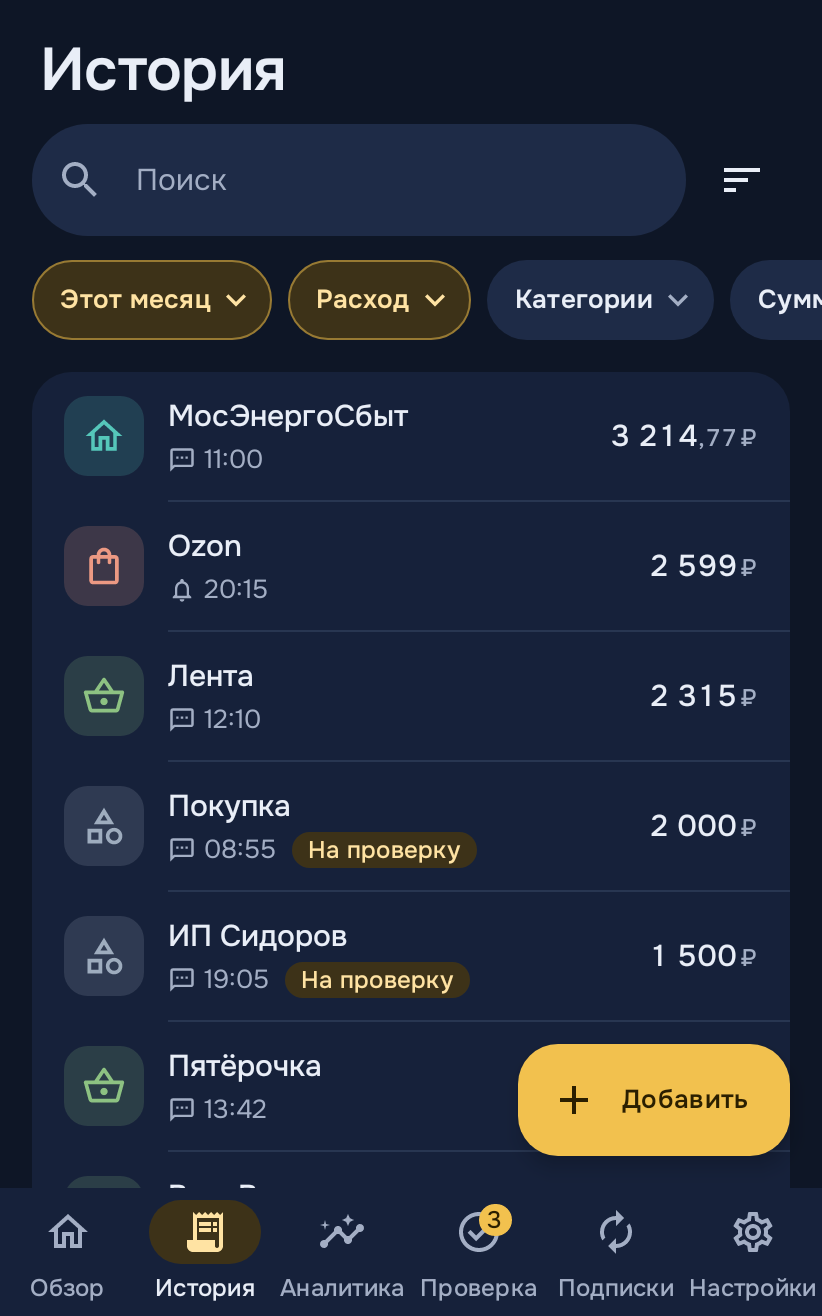 История
Поиск
Этот месяц
Расход
Категории
МосЭнергоСбыт
11:00
3 214,77 ₽
Ozon
20:15
2 599 ₽
Лента
12:10
2 315 ₽
Покупка
08:55
На проверку
2 000 ₽
ИП Сидоров
19:05
На проверку
1 500 ₽
Пятёрочка
13:42
Добавить
3
Обзор
История
Аналитика
Проверка
Подписки
Настройки